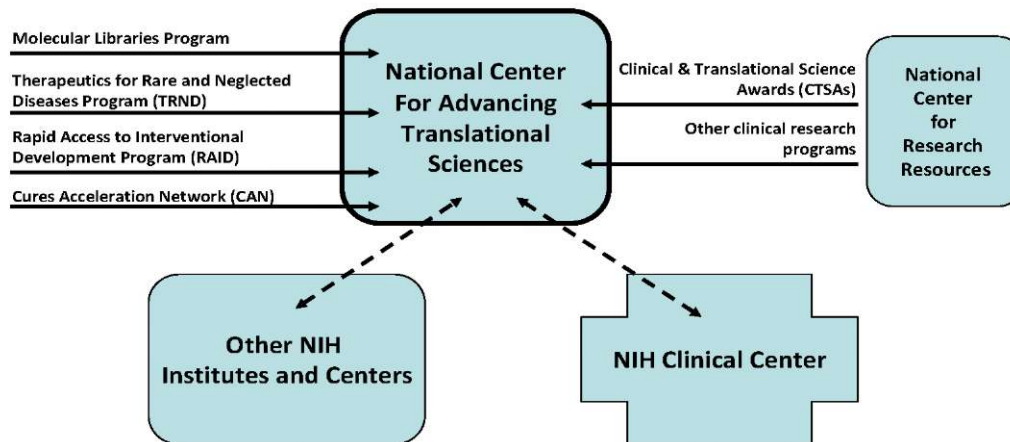 Molecular Libraries Program
Therapeutics for Rare and Neglected
Diseases Program (TRND)
Rapid Access to Interventional
Development Program (RAID)
Cures Acceleration Network (CAN)
National Center
For Advancing
Translational
Sciences
Clinical & Translational Science
Awards (CTSAs)
Other clinical research
programs
National
Center
for
Research
Resources
Other NIH
Institutes and Centers
NIH Clinical Center